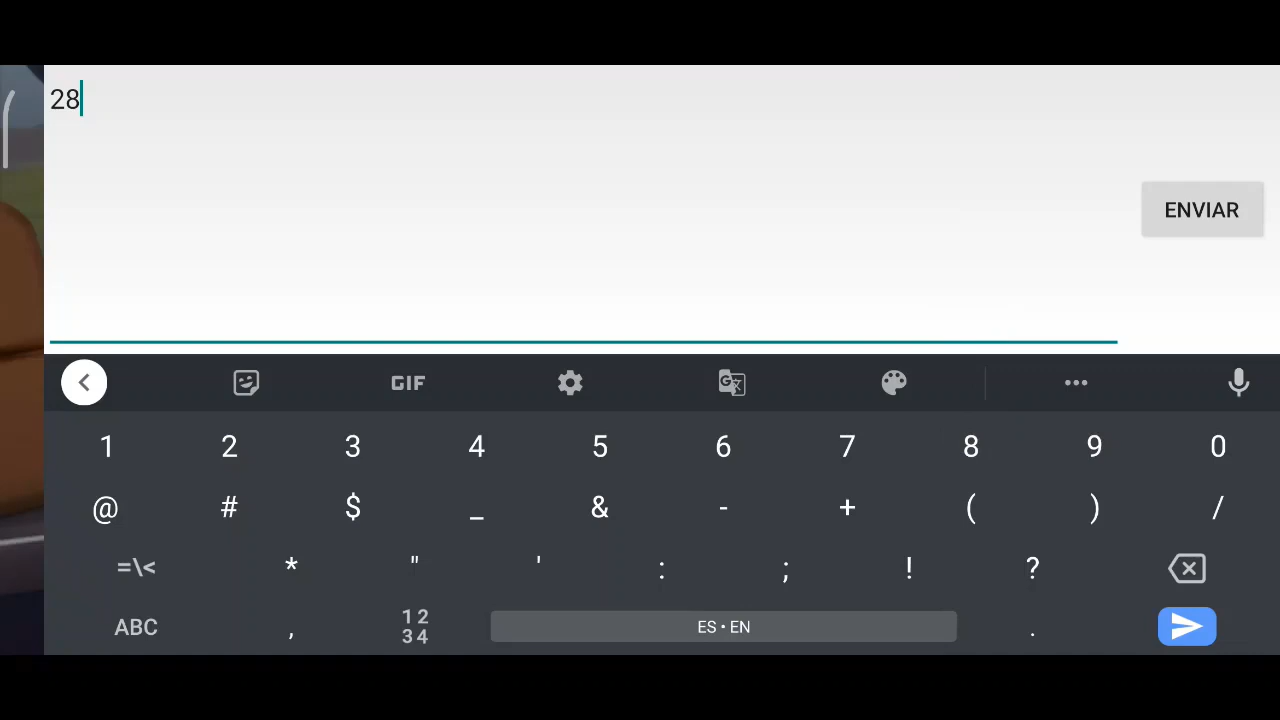 28
ENVIAR
GIF
1 2 3 4 5 6 7 8 9 0
@ # $ _ & - + ( ) /
=\< * " ' : ; ! ?
ABC , 1 2 3 4 ES • EN .